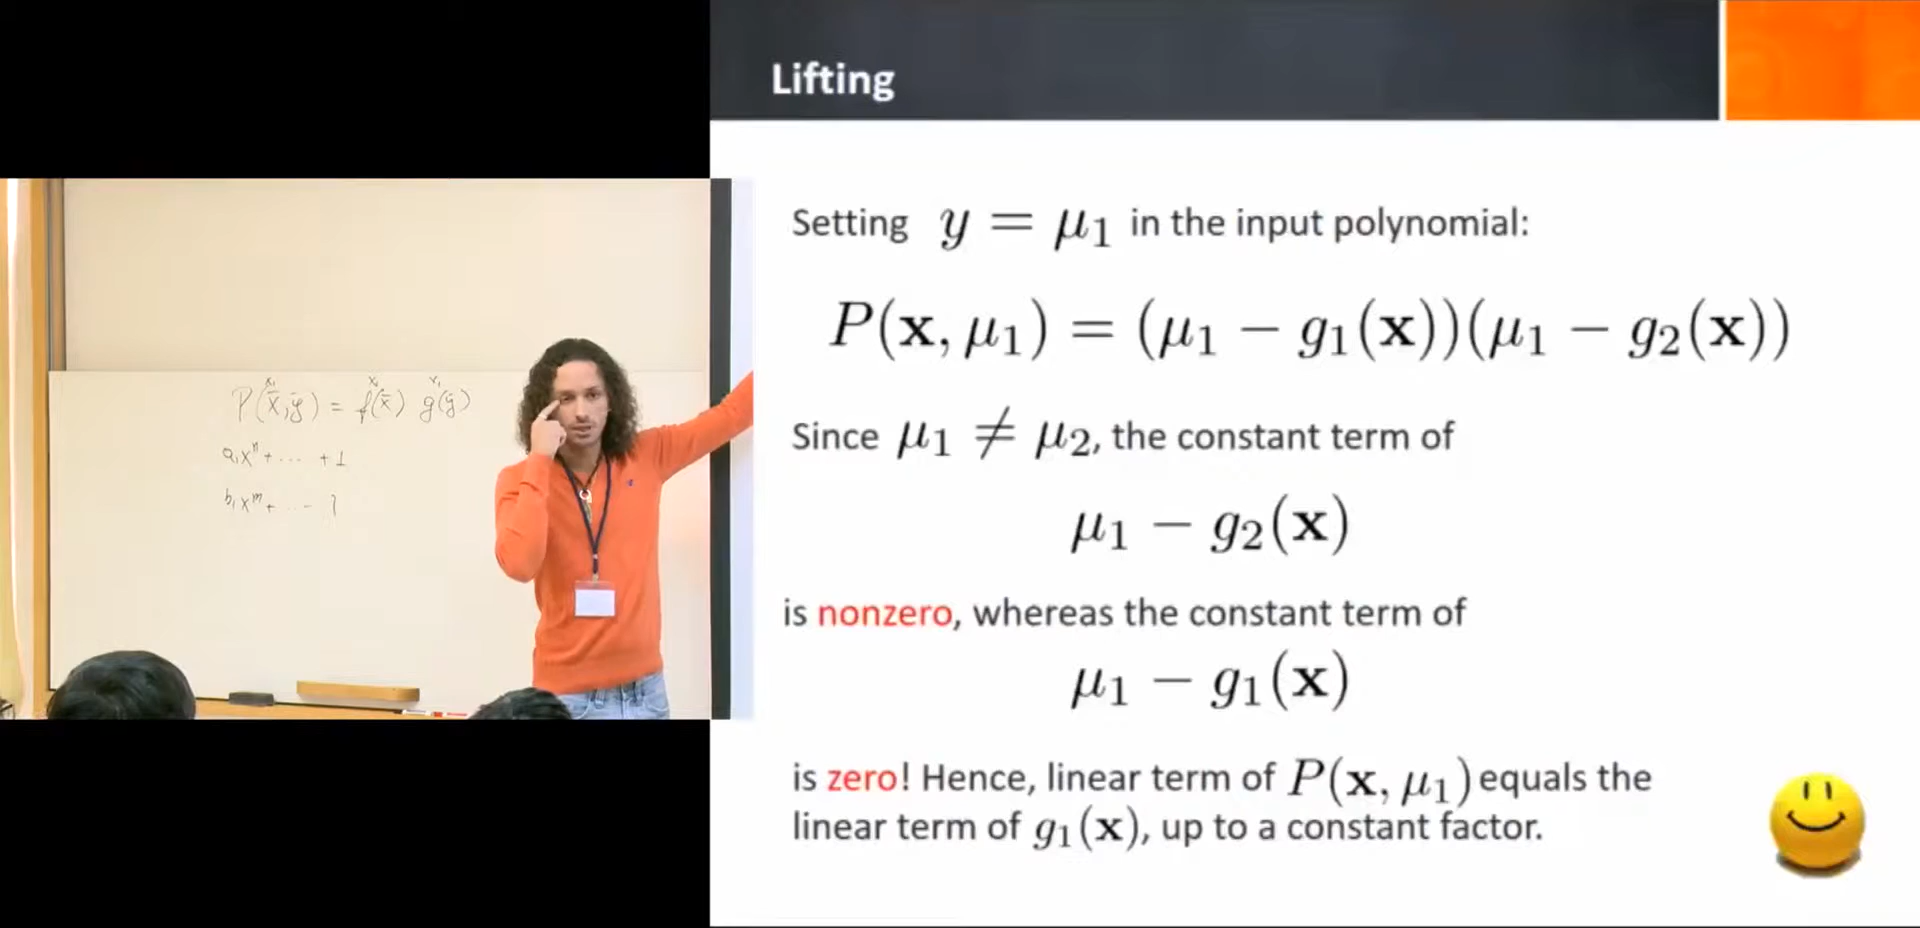 Lifting
Setting y = μ₁ in the input polynomial:
P(𝐱, μ₁) = (μ₁ − g₁(𝐱))(μ₁ − g₂(𝐱))
Since μ₁ ≠ μ₂, the constant term of
μ₁ − g₂(𝐱)
is nonzero, whereas the constant term of
μ₁ − g₁(𝐱)
is zero! Hence, linear term of P(𝐱, μ₁) equals the
linear term of g₁(𝐱), up to a constant factor.
P(x̄, ȳ) = f(x̄) g(ȳ)
a₁xⁿ + ... + 1
b₁xᵐ + ...